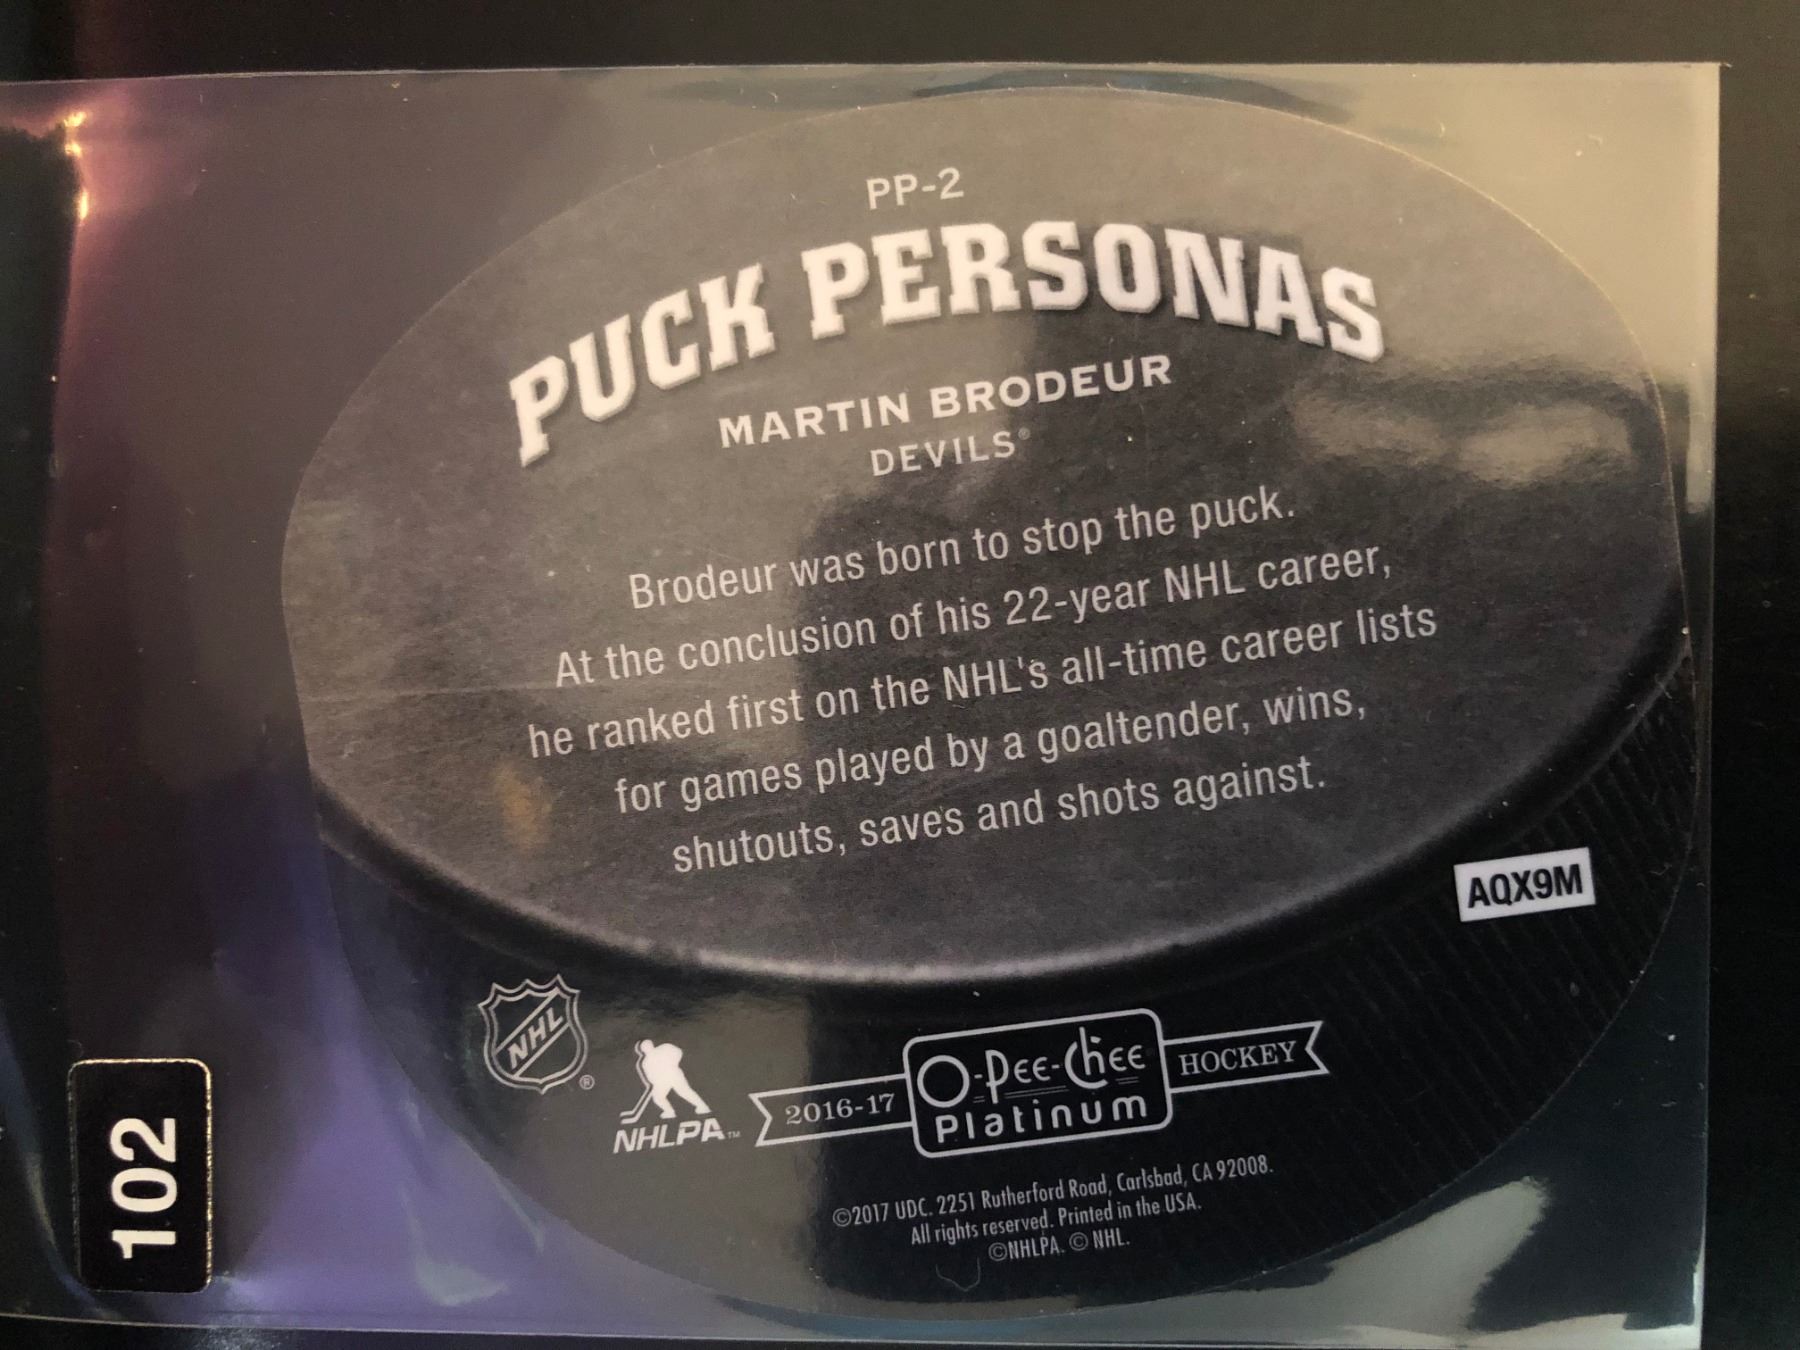 PP-2
PUCK PERSONAS
MARTIN BRODEUR
DEVILS®
Brodeur was born to stop the puck.
At the conclusion of his 22-year NHL career,
he ranked first on the NHL's all-time career lists
for games played by a goaltender, wins,
shutouts, saves and shots against.
AQX9M
NHL ®
NHLPA™
2016-17 O-Pee-Chee HOCKEY
Platinum
©2017 UDC. 2251 Rutherford Road, Carlsbad, CA 92008.
All rights reserved. Printed in the USA.
©NHLPA. © NHL.
102